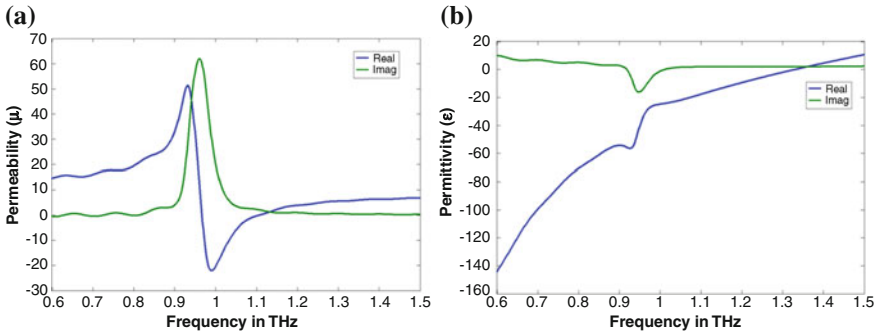 (a)
70
60
50
40
30
20
10
0
-10
-20
-30
Permeability (μ)
Real
Imag
0.6 0.7 0.8 0.9 1.0 1.1 1.2 1.3 1.4 1.5
Frequency in THz
(b)
20
0
-20
-40
-60
-80
-100
-120
-140
-160
Permittivity (ε)
Real
Imag
0.6 0.7 0.8 0.9 1 1.1 1.2 1.3 1.4 1.5
Frequency in THz